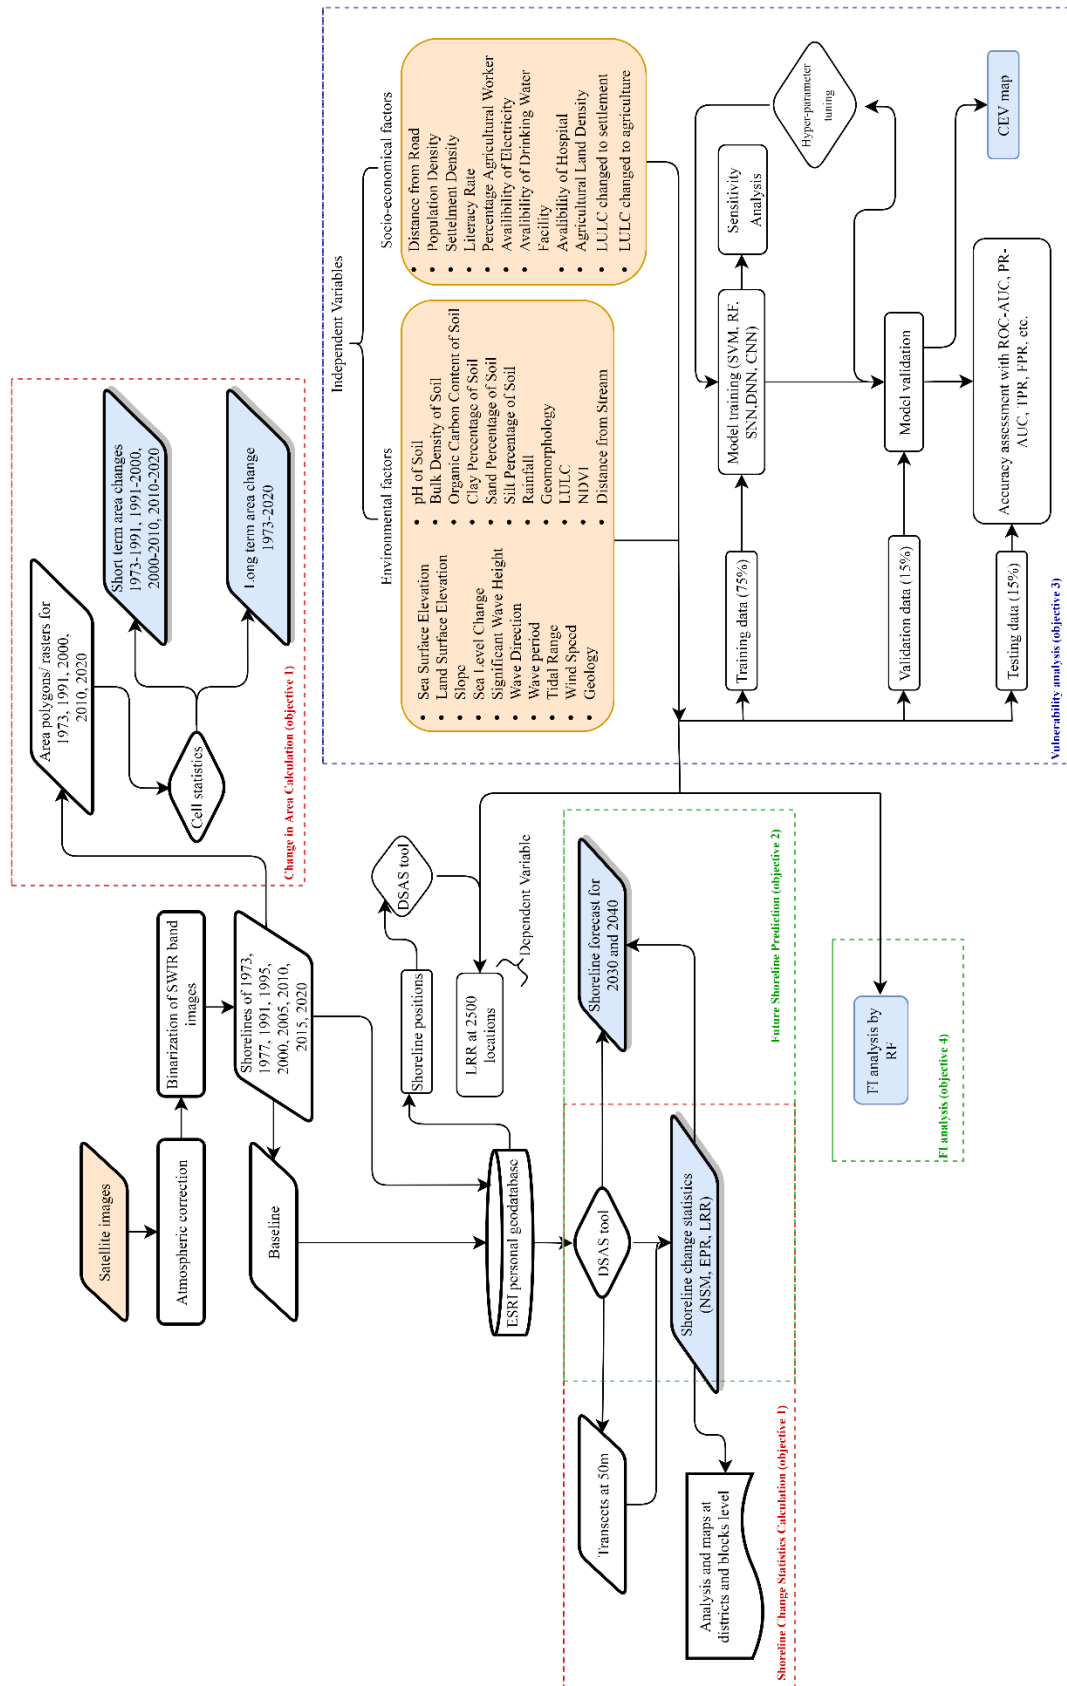 Satellite images
Atmospheric correction
Binarization of SWIR band
images
Shorelines of 1973,
1977, 1991, 1995,
2000, 2005, 2010,
2015, 2020
Baseline
ESRI personal geodatabase
Shoreline postions
DSAS tool
LRR at 2500
locations
Dependent Variable
Area polygons/ rasters for
1973, 1991, 2000,
2010, 2020
Cell statistics
Short term area changes
1973-1991, 1991-2000,
2000-2010, 2010-2020
Long term area change
1973-2020
Change in Area Calculation (objective 1)
DSAS tool
Transects at 50m
Shoreline change statistics
(NSM, EPR, LRR)
Analysis and maps at
districts and blocks level
Shoreline Change Statistics Calculation (objective 1)
Shoreline forecast for
2030 and 2040
Future Shoreline Prediction (objective 2)
FI analysis by
RF
FI analysis (objective 4)
Independent Variables
Environmental factors
• Sea Surface Elevation
• Land Surface Elevation
• Slope
• Sea Level Change
• Significant Wave Height
• Wave Direction
• Wave period
• Tidal Range
• Wind Speed
• Geology
• pH of Soil
• Bulk Density of Soil
• Organic Carbon Content of Soil
• Clay Percentage of Soil
• Sand Percentage of Soil
• Silt Percentage of Soil
• Rainfall
• Geomorphology
• LULC
• NDVI
• Distance from Stream
Socio-economical factors
• Distance from Road
• Population Density
• Settelment Density
• Literacy Rate
• Percentage Agricultural Worker
• Availibility of Electricity
• Avalibility of Drinking Water
Facility
• Avalibility of Hospital
• Agricultural Land Density
• LULC changed to settlement
• LULC changed to agriculture
Training data (75%)
Model training (SVM, RF,
SNN,DNN, CNN)
Sensitivity
Analysis
Hyper-parameter
tuning
Validation data (15%)
Model validation
CEV map
Testing data (15%)
Accuracy assessment with ROC-AUC, PR-
AUC, TPR, FPR, etc.
Vulnerability analysis (objective 3)